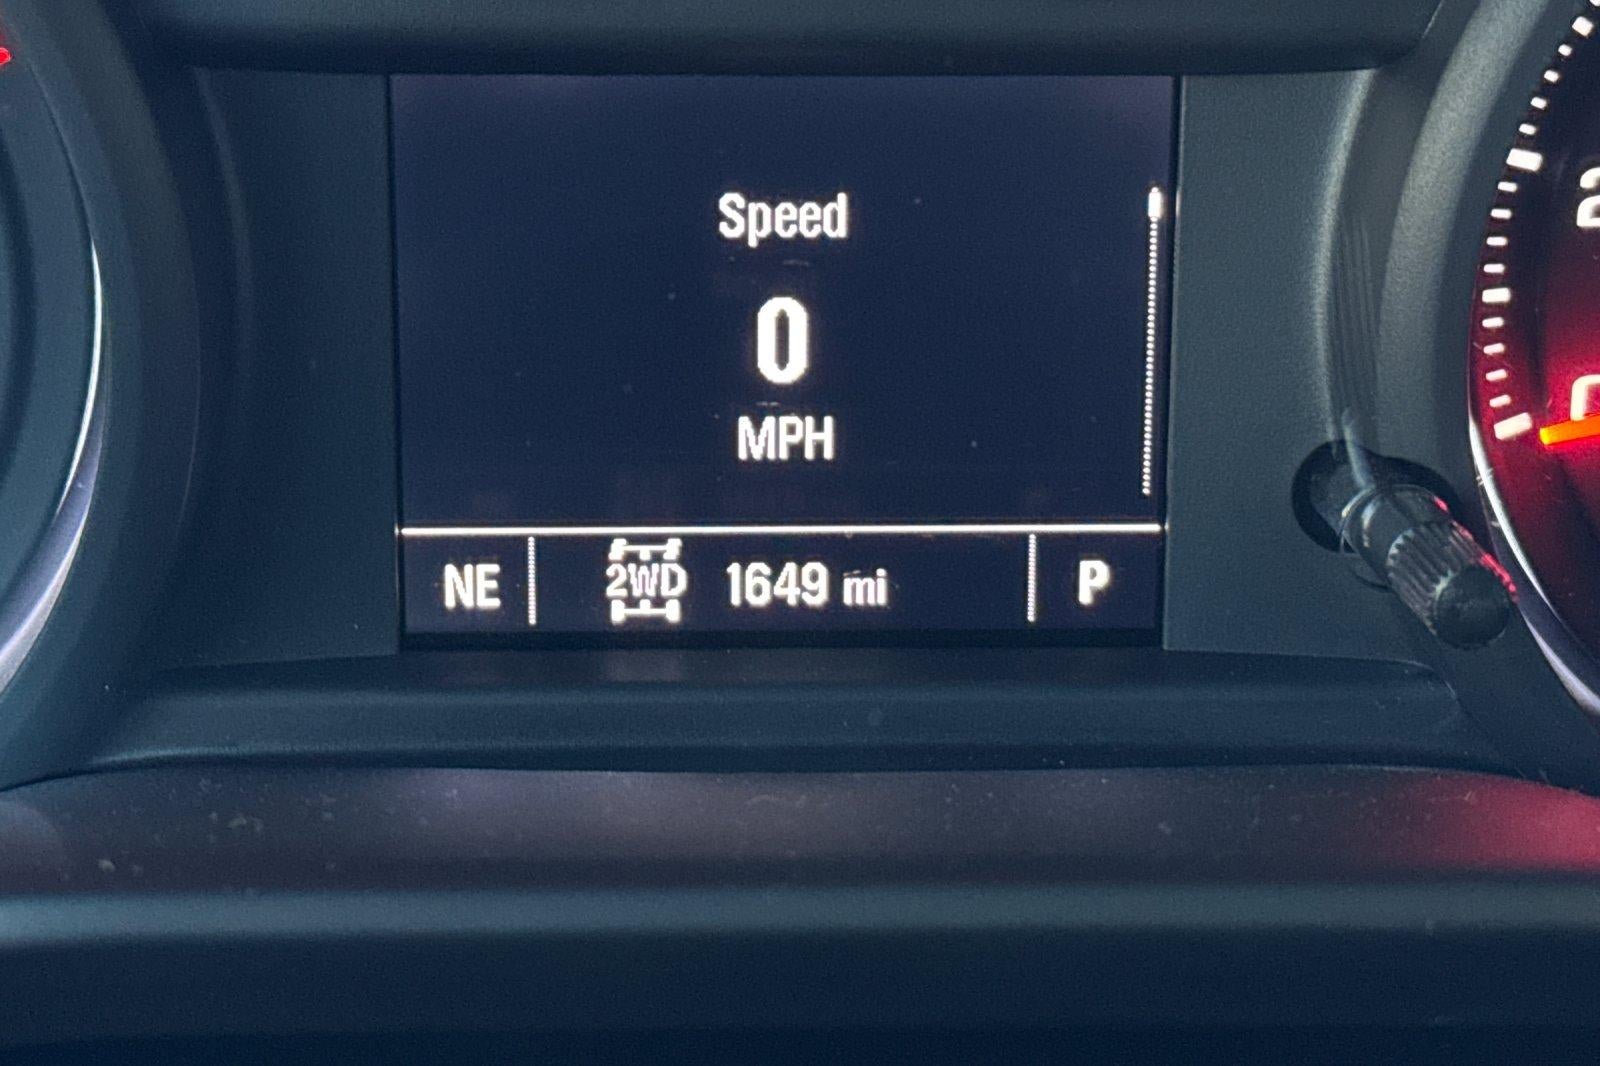 Speed
0
MPH
NE 2WD 1649 mi P